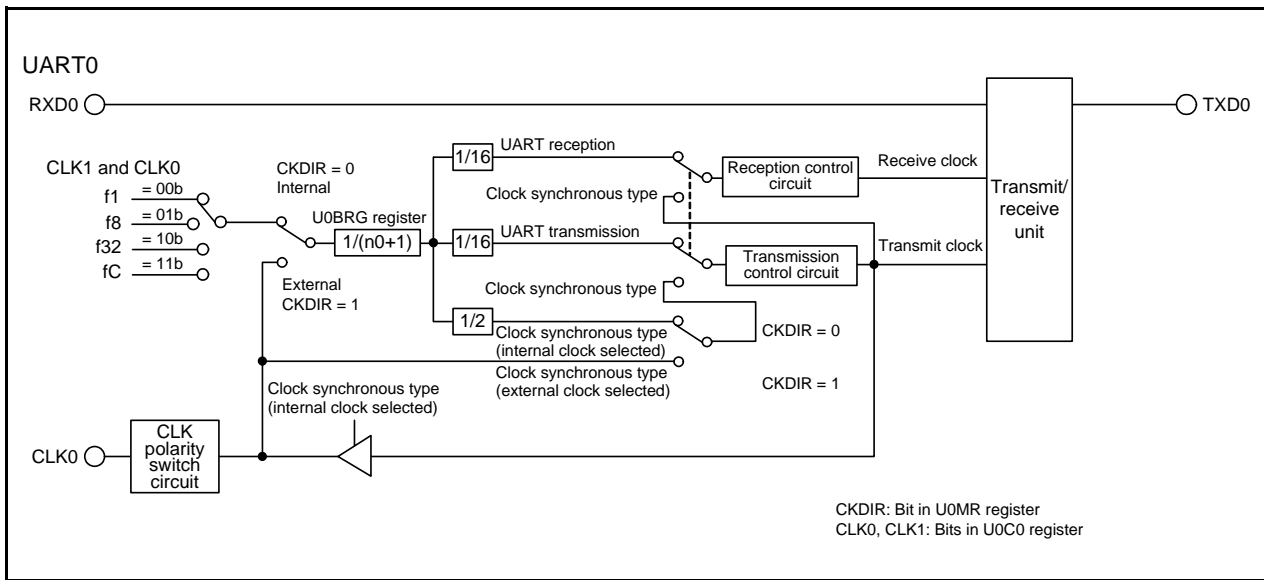 UART0
RXD0
TXD0
CLK1 and CLK0
f1
= 00b
f8
= 01b
f32
= 10b
fC
= 11b
CKDIR = 0
Internal
External
CKDIR = 1
U0BRG register
1/(n0+1)
1/16
UART reception
Clock synchronous type
1/16
UART transmission
Clock synchronous type
1/2
Clock synchronous type
(internal clock selected)
Clock synchronous type
(external clock selected)
CKDIR = 0
CKDIR = 1
Reception control
circuit
Receive clock
Transmission
control circuit
Transmit clock
Transmit/
receive
unit
Clock synchronous type
(internal clock selected)
CLK0
CLK
polarity
switch
circuit
CKDIR: Bit in U0MR register
CLK0, CLK1: Bits in U0C0 register